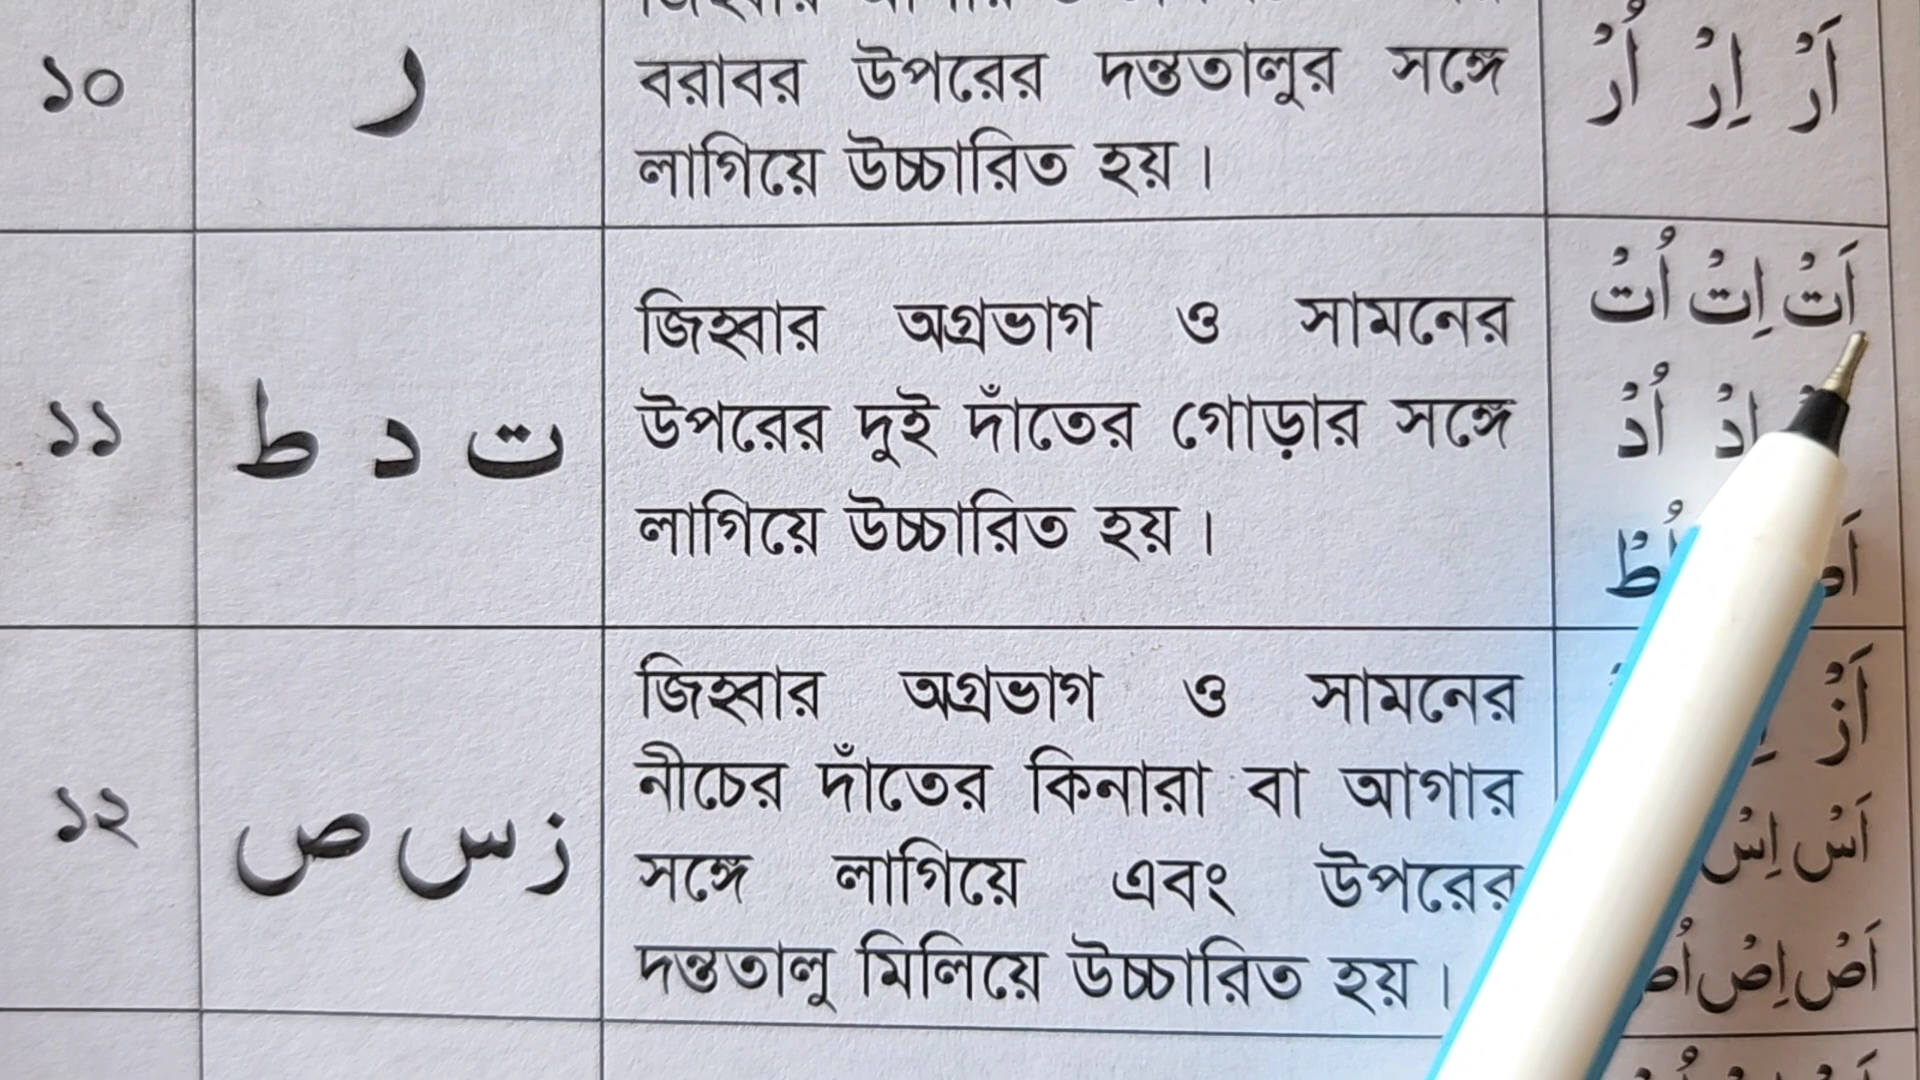 ১০
ر
বরাবর উপরের দন্ততালুর সঙ্গে
লাগিয়ে উচ্চারিত হয়।
اَرْ اِرْ اُرْ
১১
ت د ط
জিহ্বার অগ্রভাগ ও সামনের
উপরের দুই দাঁতের গোড়ার সঙ্গে
লাগিয়ে উচ্চারিত হয়।
اَتْ اِتْ اُتْ
اِدْ اُدْ
১২
ز س ص
জিহ্বার অগ্রভাগ ও সামনের
নীচের দাঁতের কিনারা বা আগার
সঙ্গে লাগিয়ে এবং উপরের
দন্ততালু মিলিয়ে উচ্চারিত হয়।
اَزْ
اَسْ اِسْ
اَصْ اِصْ